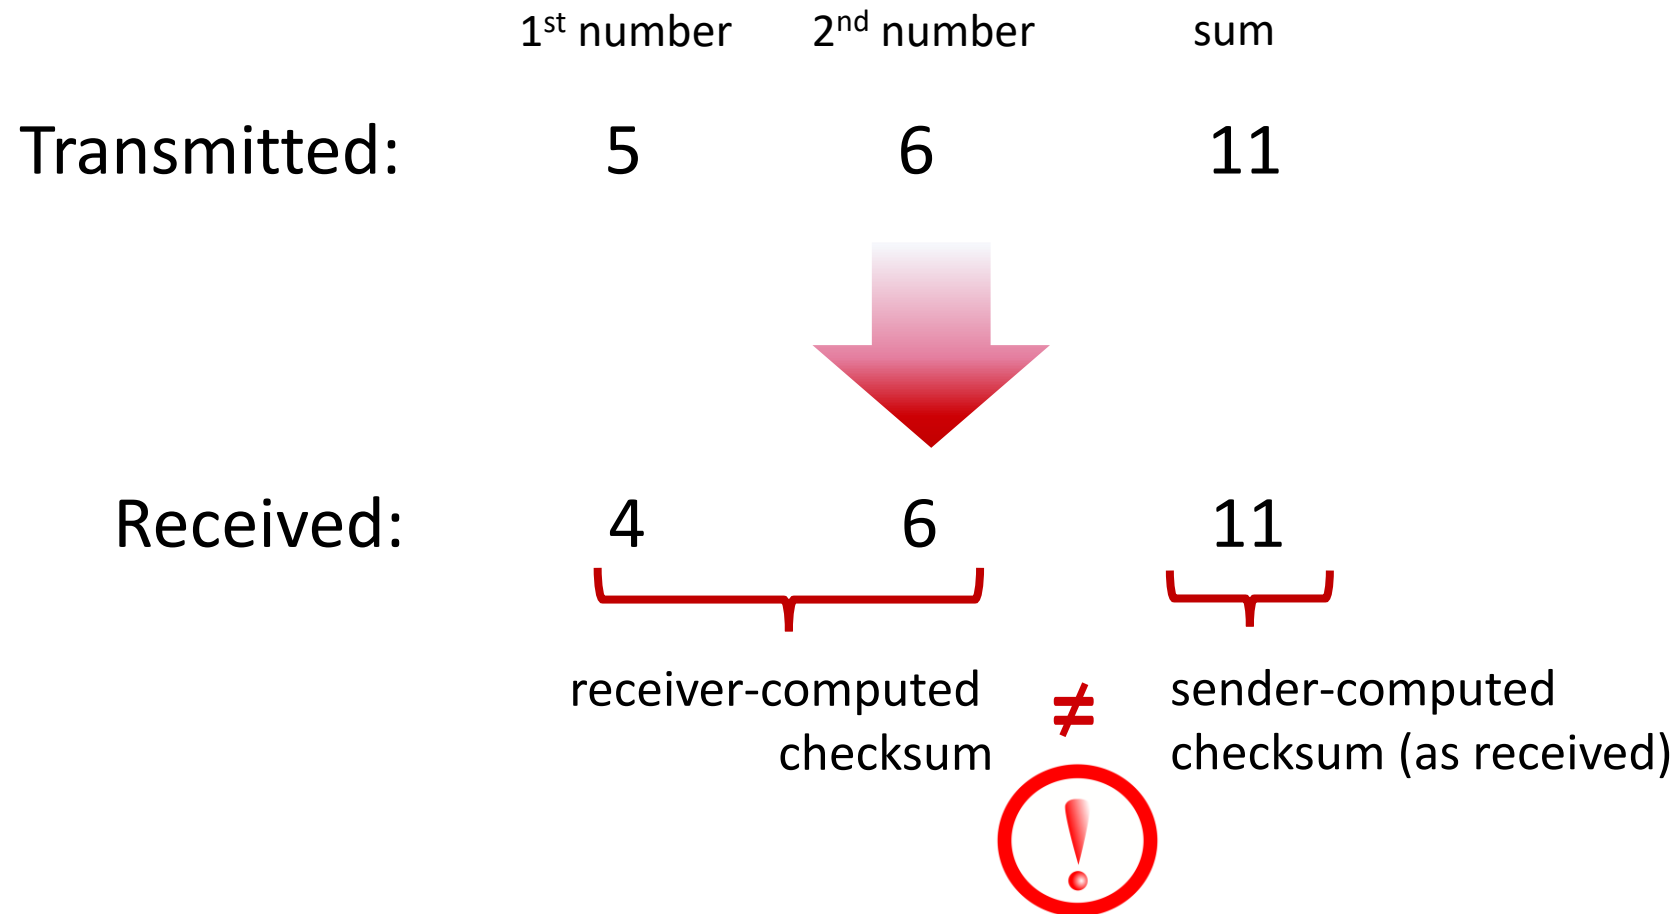 1st number 2nd number sum
Transmitted: 5 6 11
Received: 4 6 11
receiver-computed ≠ sender-computed
checksum checksum (as received)
!